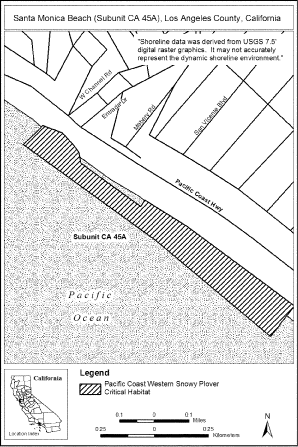 Santa Monica Beach (Subunit CA 45A), Los Angeles County, California
"Shoreline data was derived from USGS 7.5'
digital raster graphics. It may not accurately
represent the dynamic shoreline environment."
W Channel Rd
Entrada Dr
Mabery Rd
San Vicente Blvd
Pacific Coast Hwy
Subunit CA 45A
Pacific
Ocean
California
Location Index
Legend
Pacific Coast Western Snowy Plover
Critical Habitat
0.1 0 0.1
Miles
0.25 0 0.25
Kilometers
N